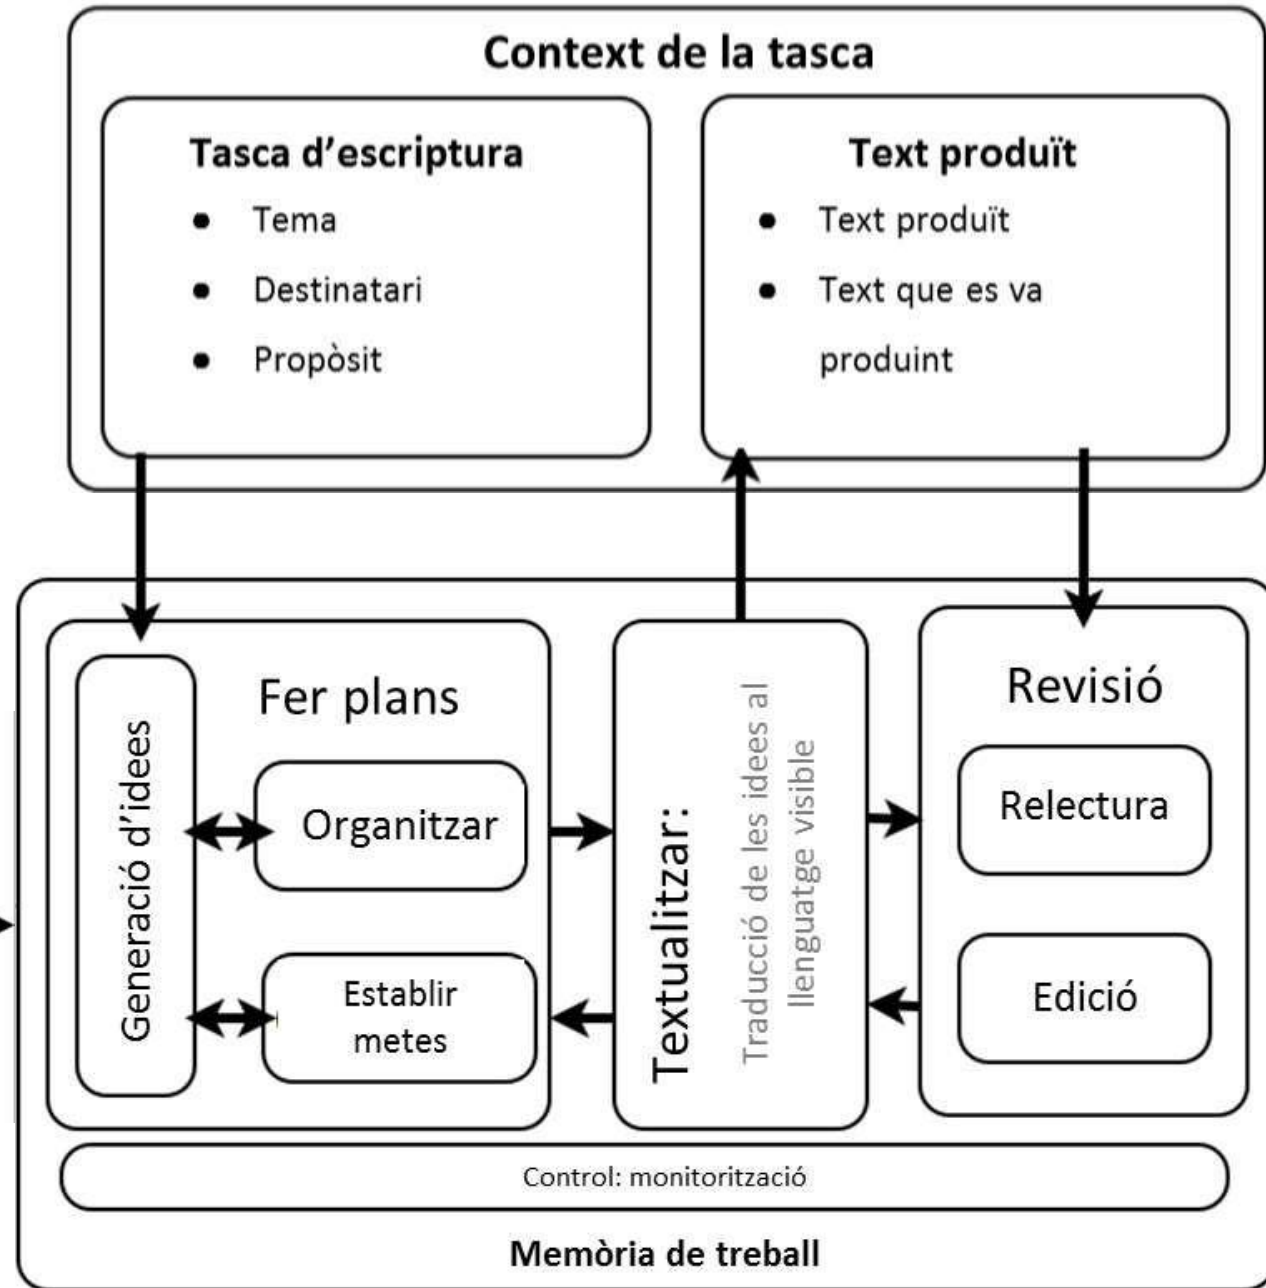 Context de la tasca
Tasca d'escriptura
• Tema
• Destinatari
• Propòsit
Text produït
• Text produït
• Text que es va
produint
Generació d'idees
Fer plans
Organitzar
Establir
metes
Textualitzar:
Traducció de les idees al
llenguatge visible
Revisió
Relectura
Edició
Control: monitorització
Memòria de treball